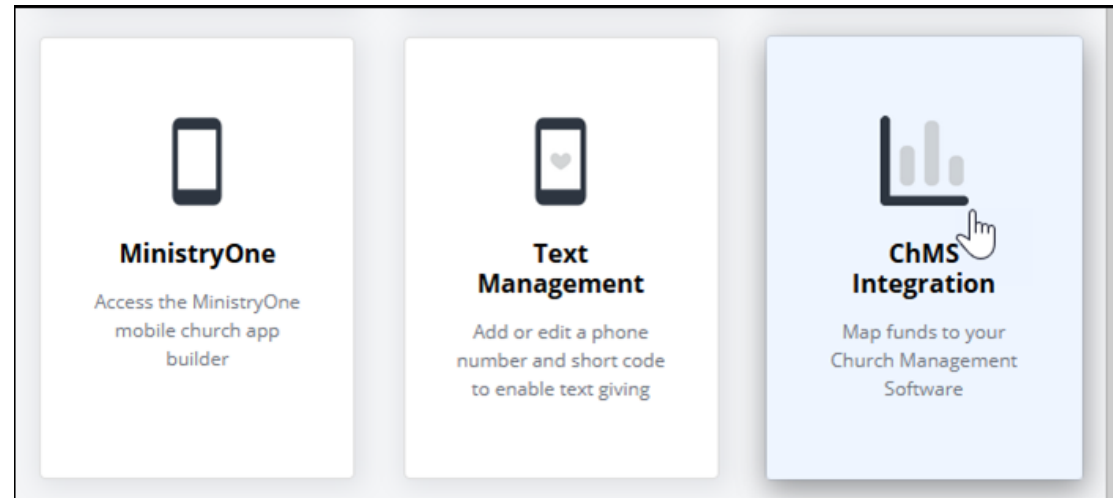 MinistryOne
Access the MinistryOne
mobile church app
builder
Text
Management
Add or edit a phone
number and short code
to enable text giving
ChMS
Integration
Map funds to your
Church Management
Software